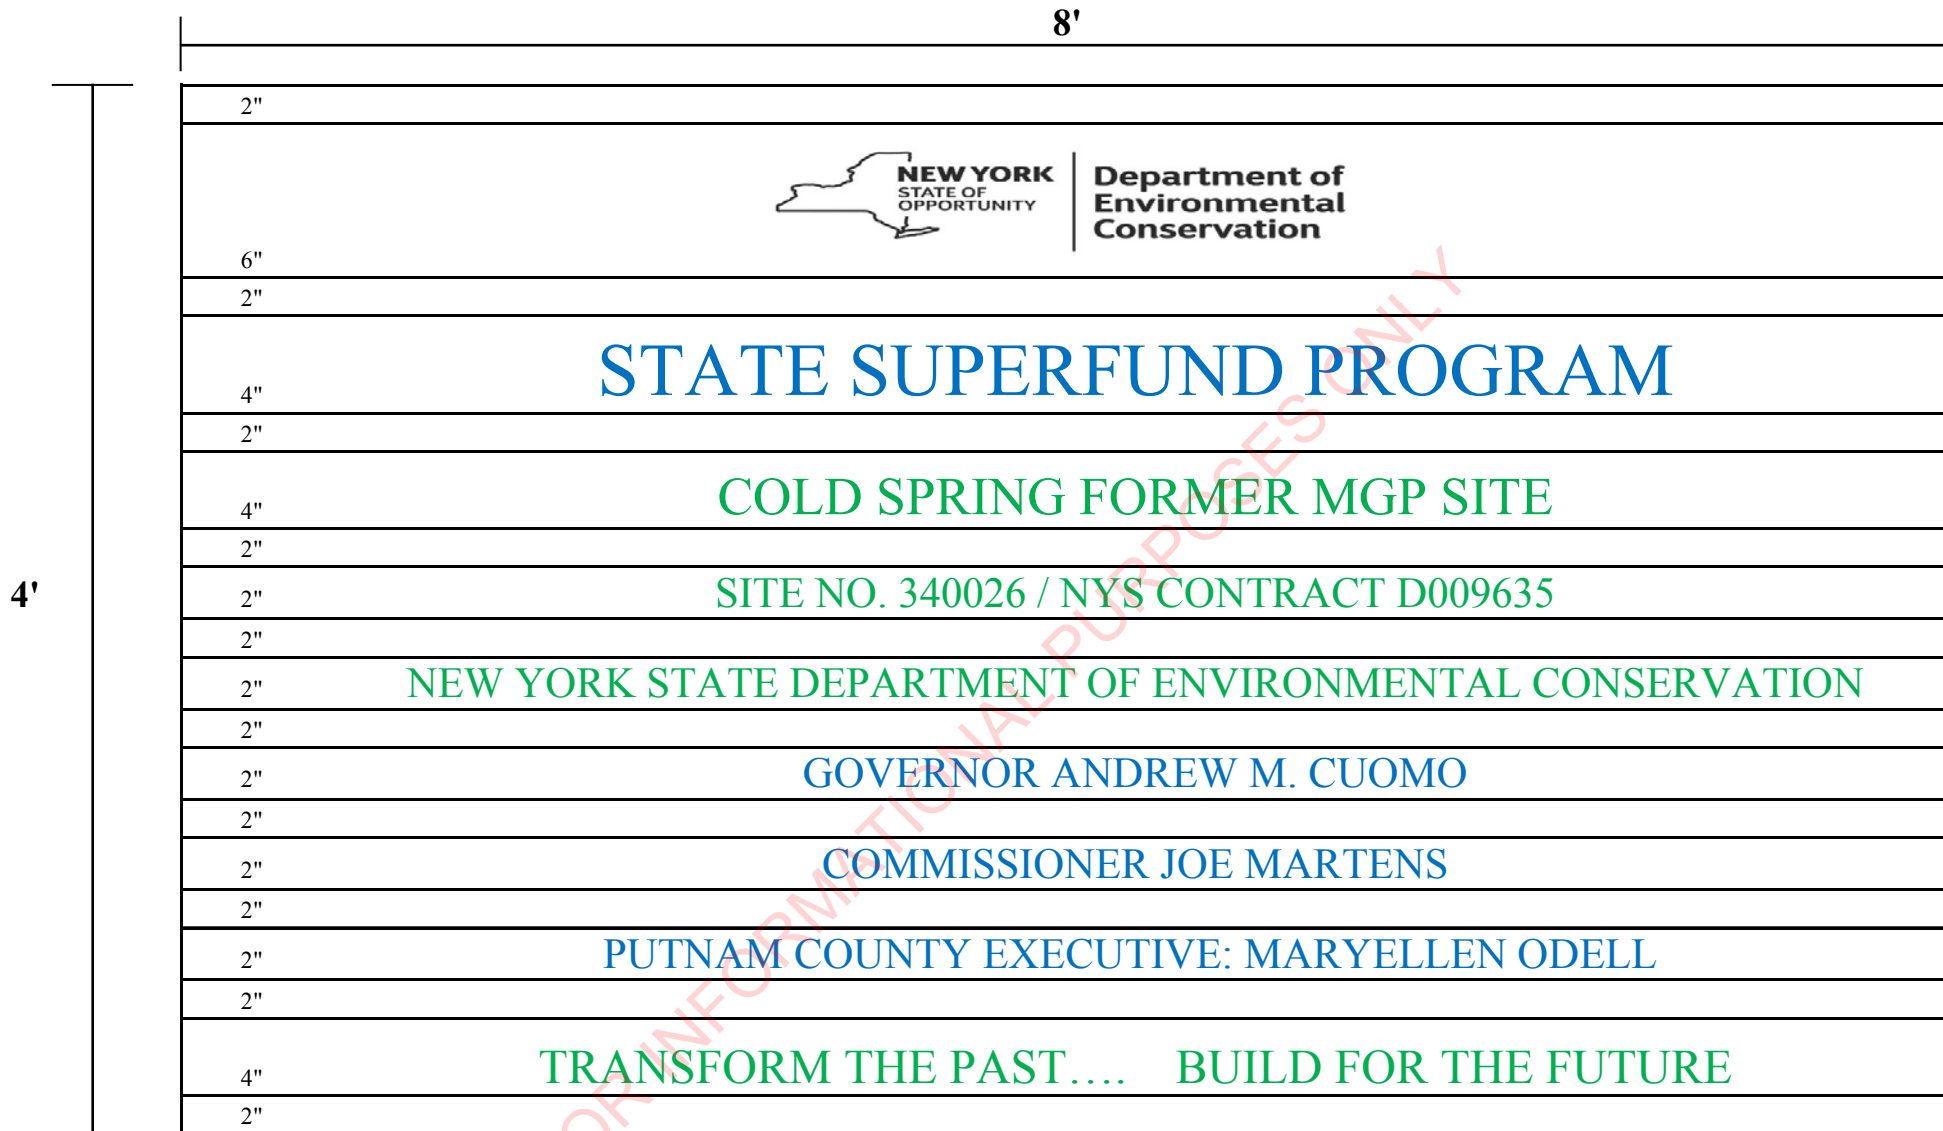 8'
2"
NEW YORK
STATE OF
OPPORTUNITY
Department of
Environmental
Conservation
6"
2"
STATE SUPERFUND PROGRAM
4"
2"
COLD SPRING FORMER MGP SITE
4"
2"
4'
2" SITE NO. 340026 / NYS CONTRACT D009635
2"
2" NEW YORK STATE DEPARTMENT OF ENVIRONMENTAL CONSERVATION
2"
2" GOVERNOR ANDREW M. CUOMO
2"
2" COMMISSIONER JOE MARTENS
2"
2" PUTNAM COUNTY EXECUTIVE: MARYELLEN ODELL
2"
4" TRANSFORM THE PAST…. BUILD FOR THE FUTURE
2"
OR INFORMATIONAL PURPOSES ONLY